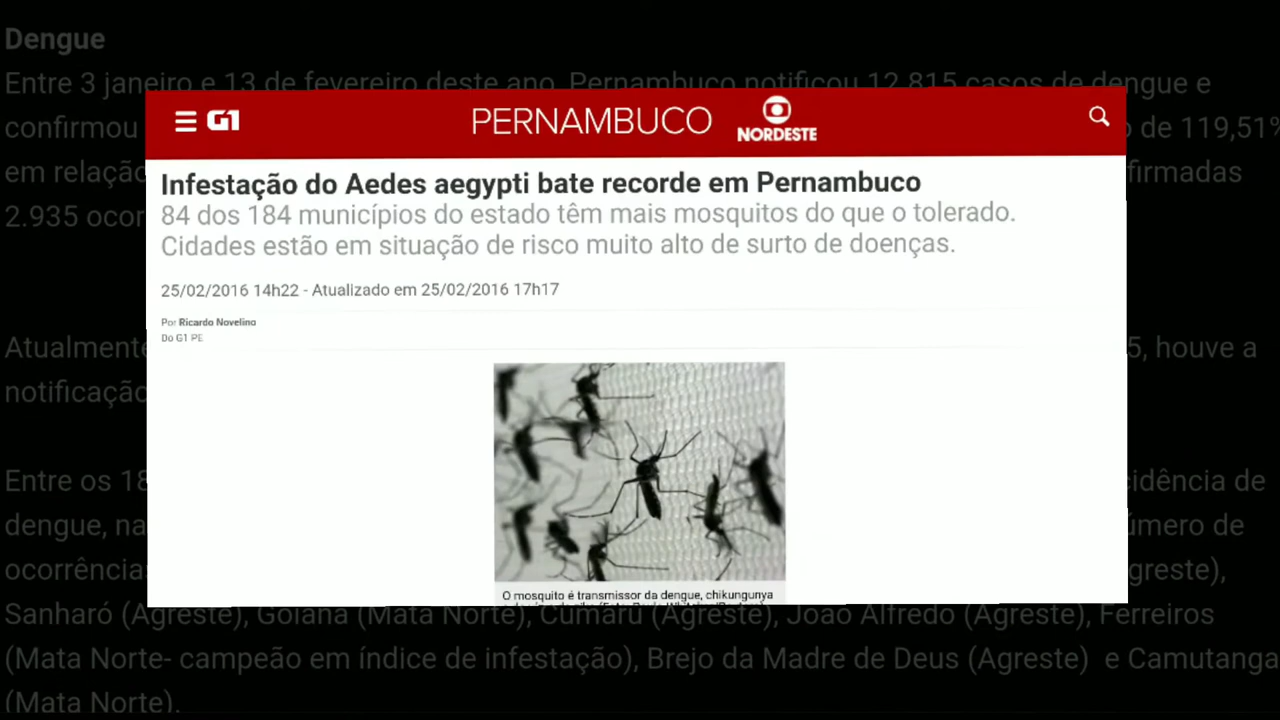 Dengue
Entre 3 janeiro e 13 de fevereiro deste ano, Pernambuco notificou 12.815 casos de dengue e
confirmou
o de 119,51%
em relação
firmadas
2.935
G1
PERNAMBUCO
NORDESTE
Infestação do Aedes aegypti bate recorde em Pernambuco
84 dos 184 municípios do estado têm mais mosquitos do que o tolerado.
Cidades estão em situação de risco muito alto de surto de doenças.
25/02/2016 14h22 - Atualizado em 25/02/2016 17h17
Por Ricardo Novelino
Do G1 PE
O mosquito é transmissor da dengue, chikungunya
Atualmente
5, houve a
notificação
Entre os
cidência de
dengue, na
úmero de
ocorrências
greste),
Sanharó (Agreste), Goiana (Mata Norte), Cumaru (Agreste), João Alfredo (Agreste), Ferreiros
(Mata Norte- campeão em índice de infestação), Brejo da Madre de Deus (Agreste) e Camutanga
(Mata Norte).